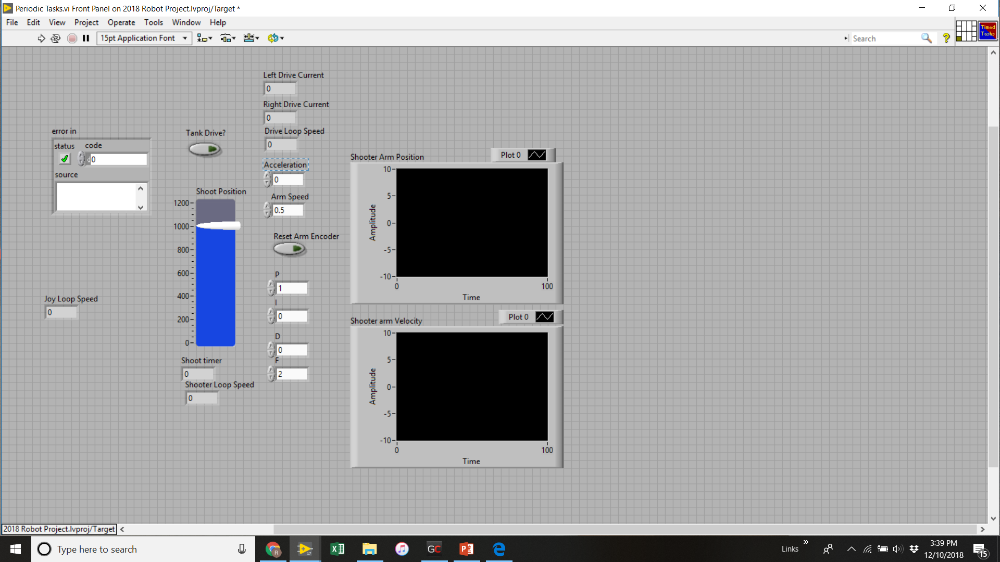 Periodic Tasks.vi Front Panel on 2018 Robot Project.lvproj/Target *
File Edit View Project Operate Tools Window Help
15pt Application Font
Search
?
Timed
Tasks
Left Drive Current
0
Right Drive Current
0
Drive Loop Speed
0
error in
status code
0
source
Tank Drive?
Acceleration
0
Arm Speed
0.5
Shoot Position
1200
1000
800
600
400
200
0
Reset Arm Encoder
P
1
I
0
D
0
F
2
Joy Loop Speed
0
Shoot timer
0
Shooter Loop Speed
0
Shooter Arm Position
Plot 0
10
5
0
-5
-10
Amplitude
0 100
Time
Shooter arm Velocity
Plot 0
10
5
0
-5
-10
Amplitude
0 100
Time
2018 Robot Project.lvproj/Target
Type here to search
R
17
GC
Links
3:39 PM
12/10/2018
15